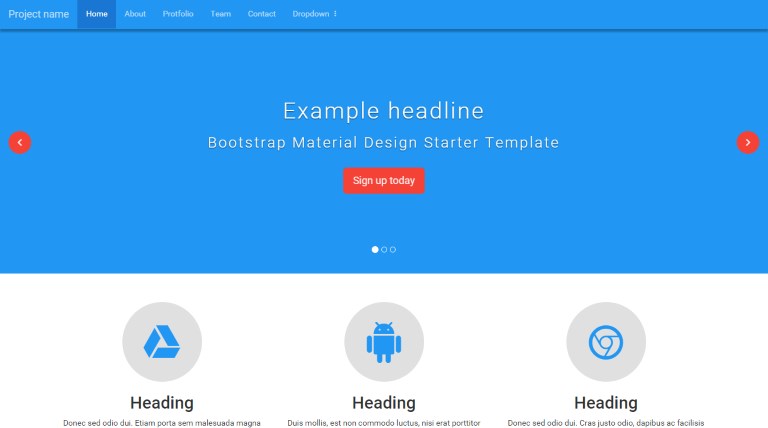 Project name Home About Protfolio Team Contact Dropdown
Example headline
Bootstrap Material Design Starter Template
Sign up today
Heading Heading Heading
Donec sed odio dui. Etiam porta sem malesuada magna Duis mollis, est non commodo luctus, nisi erat porttitor Donec sed odio dui. Cras justo odio, dapibus ac facilisis